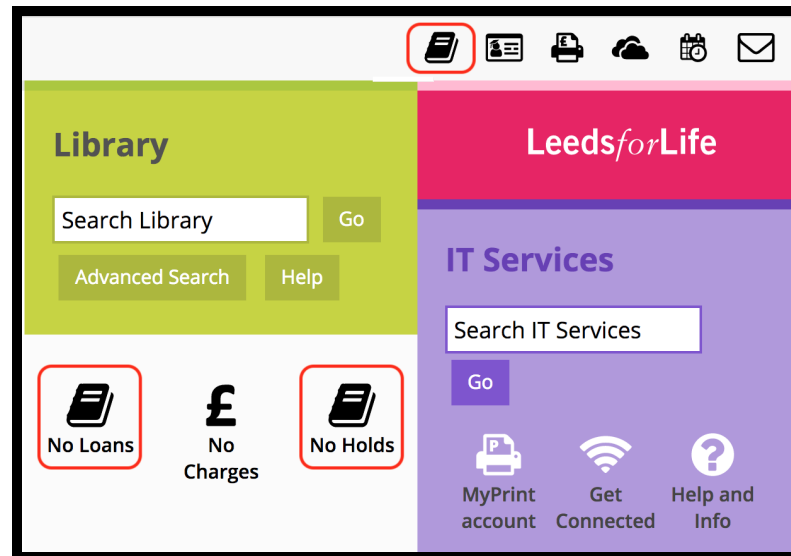 Library
Search Library
Go
Advanced Search
Help
No Loans
£
No
Charges
No Holds
LeedsforLife
IT Services
Search IT Services
Go
P
MyPrint
account
Get
Connected
?
Help and
Info
£